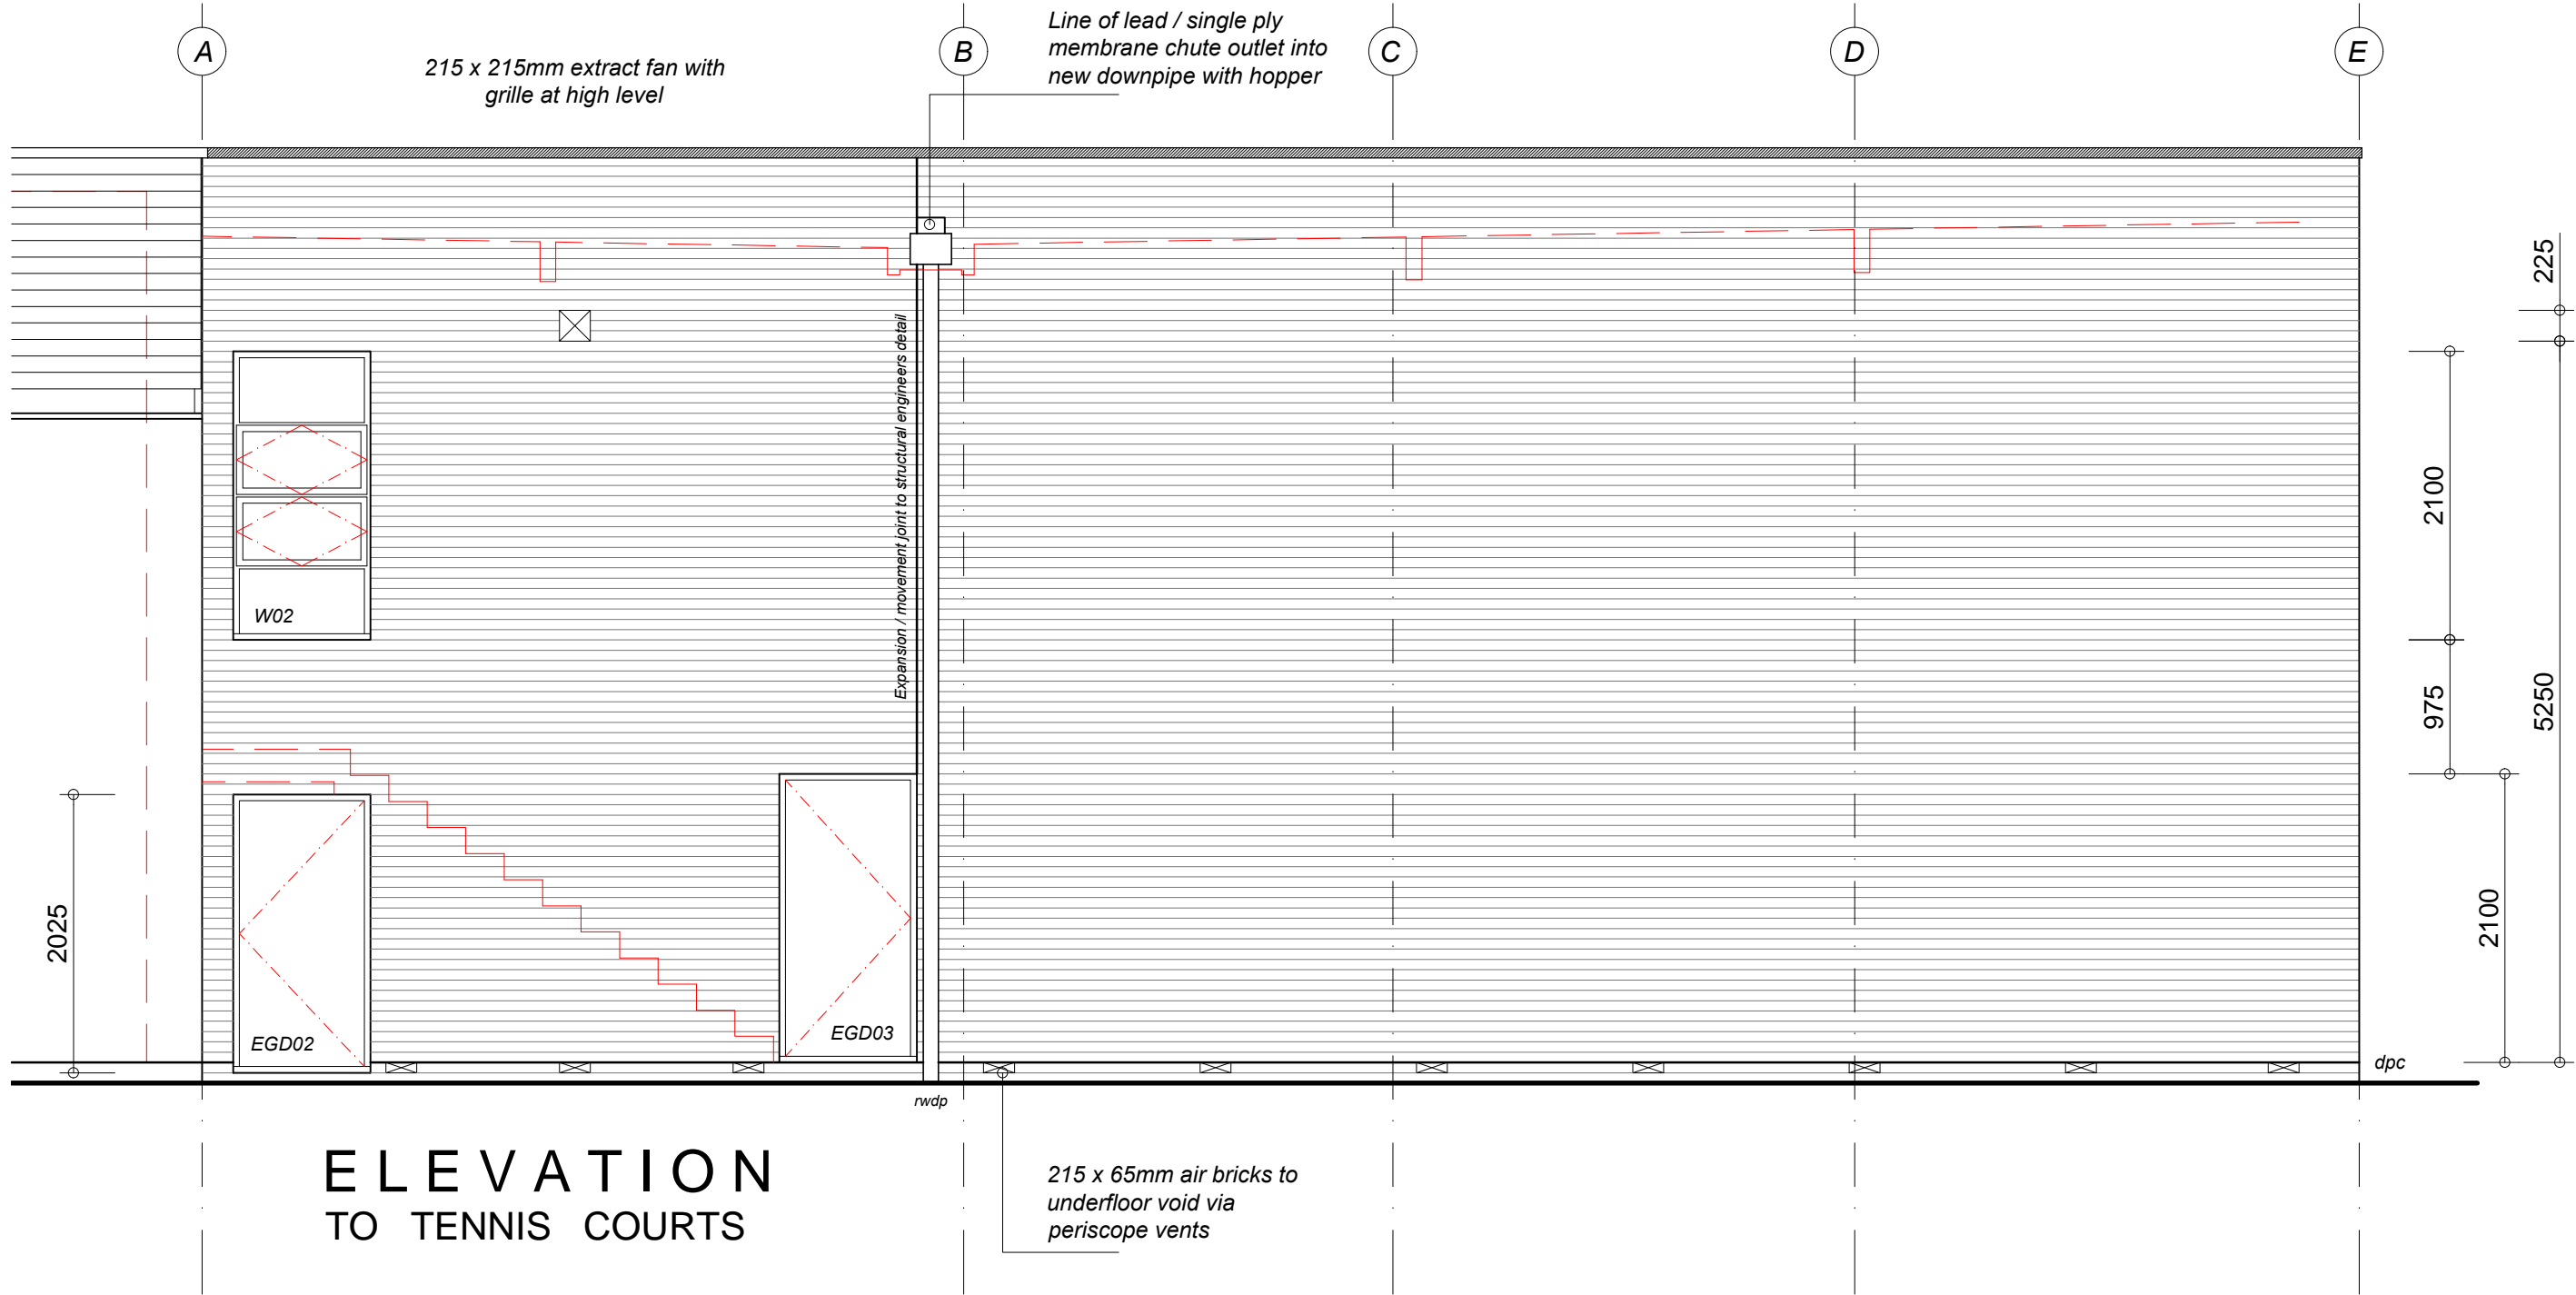 A
B
C
D
E
215 x 215mm extract fan with
grille at high level
Line of lead / single ply
membrane chute outlet into
new downpipe with hopper
Expansion / movement joint to structural engineers detail
W02
EGD02
EGD03
2025
225
2100
975
5250
2100
dpc
rwdp
215 x 65mm air bricks to
underfloor void via
periscope vents
ELEVATION
TO TENNIS COURTS